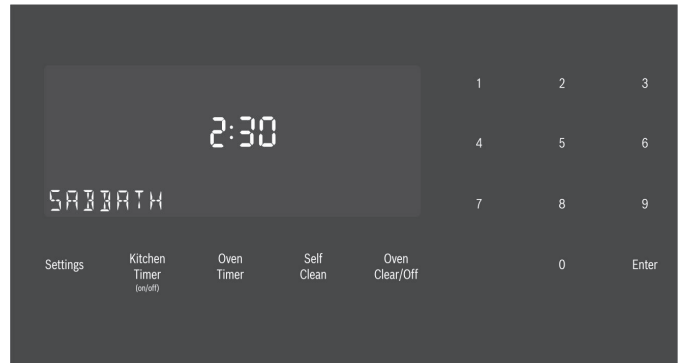 1 2 3
2:30
4 5 6
SABBATH
7 8 9
Settings
Kitchen
Timer
(on/off)
Oven
Timer
Self
Clean
Oven
Clear/Off
0 Enter